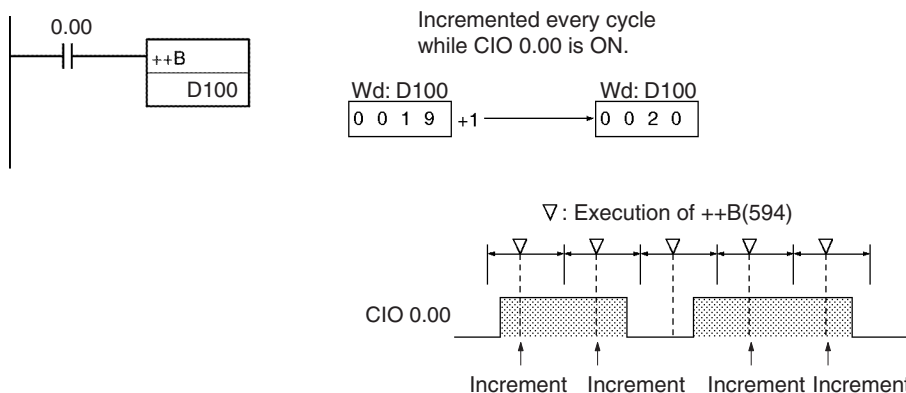 0.00
++B
D100
Incremented every cycle
while CIO 0.00 is ON.
Wd: D100 Wd: D100
0 0 1 9 +1 0 0 2 0
▽: Execution of ++B(594)
CIO 0.00
Increment Increment Increment Increment